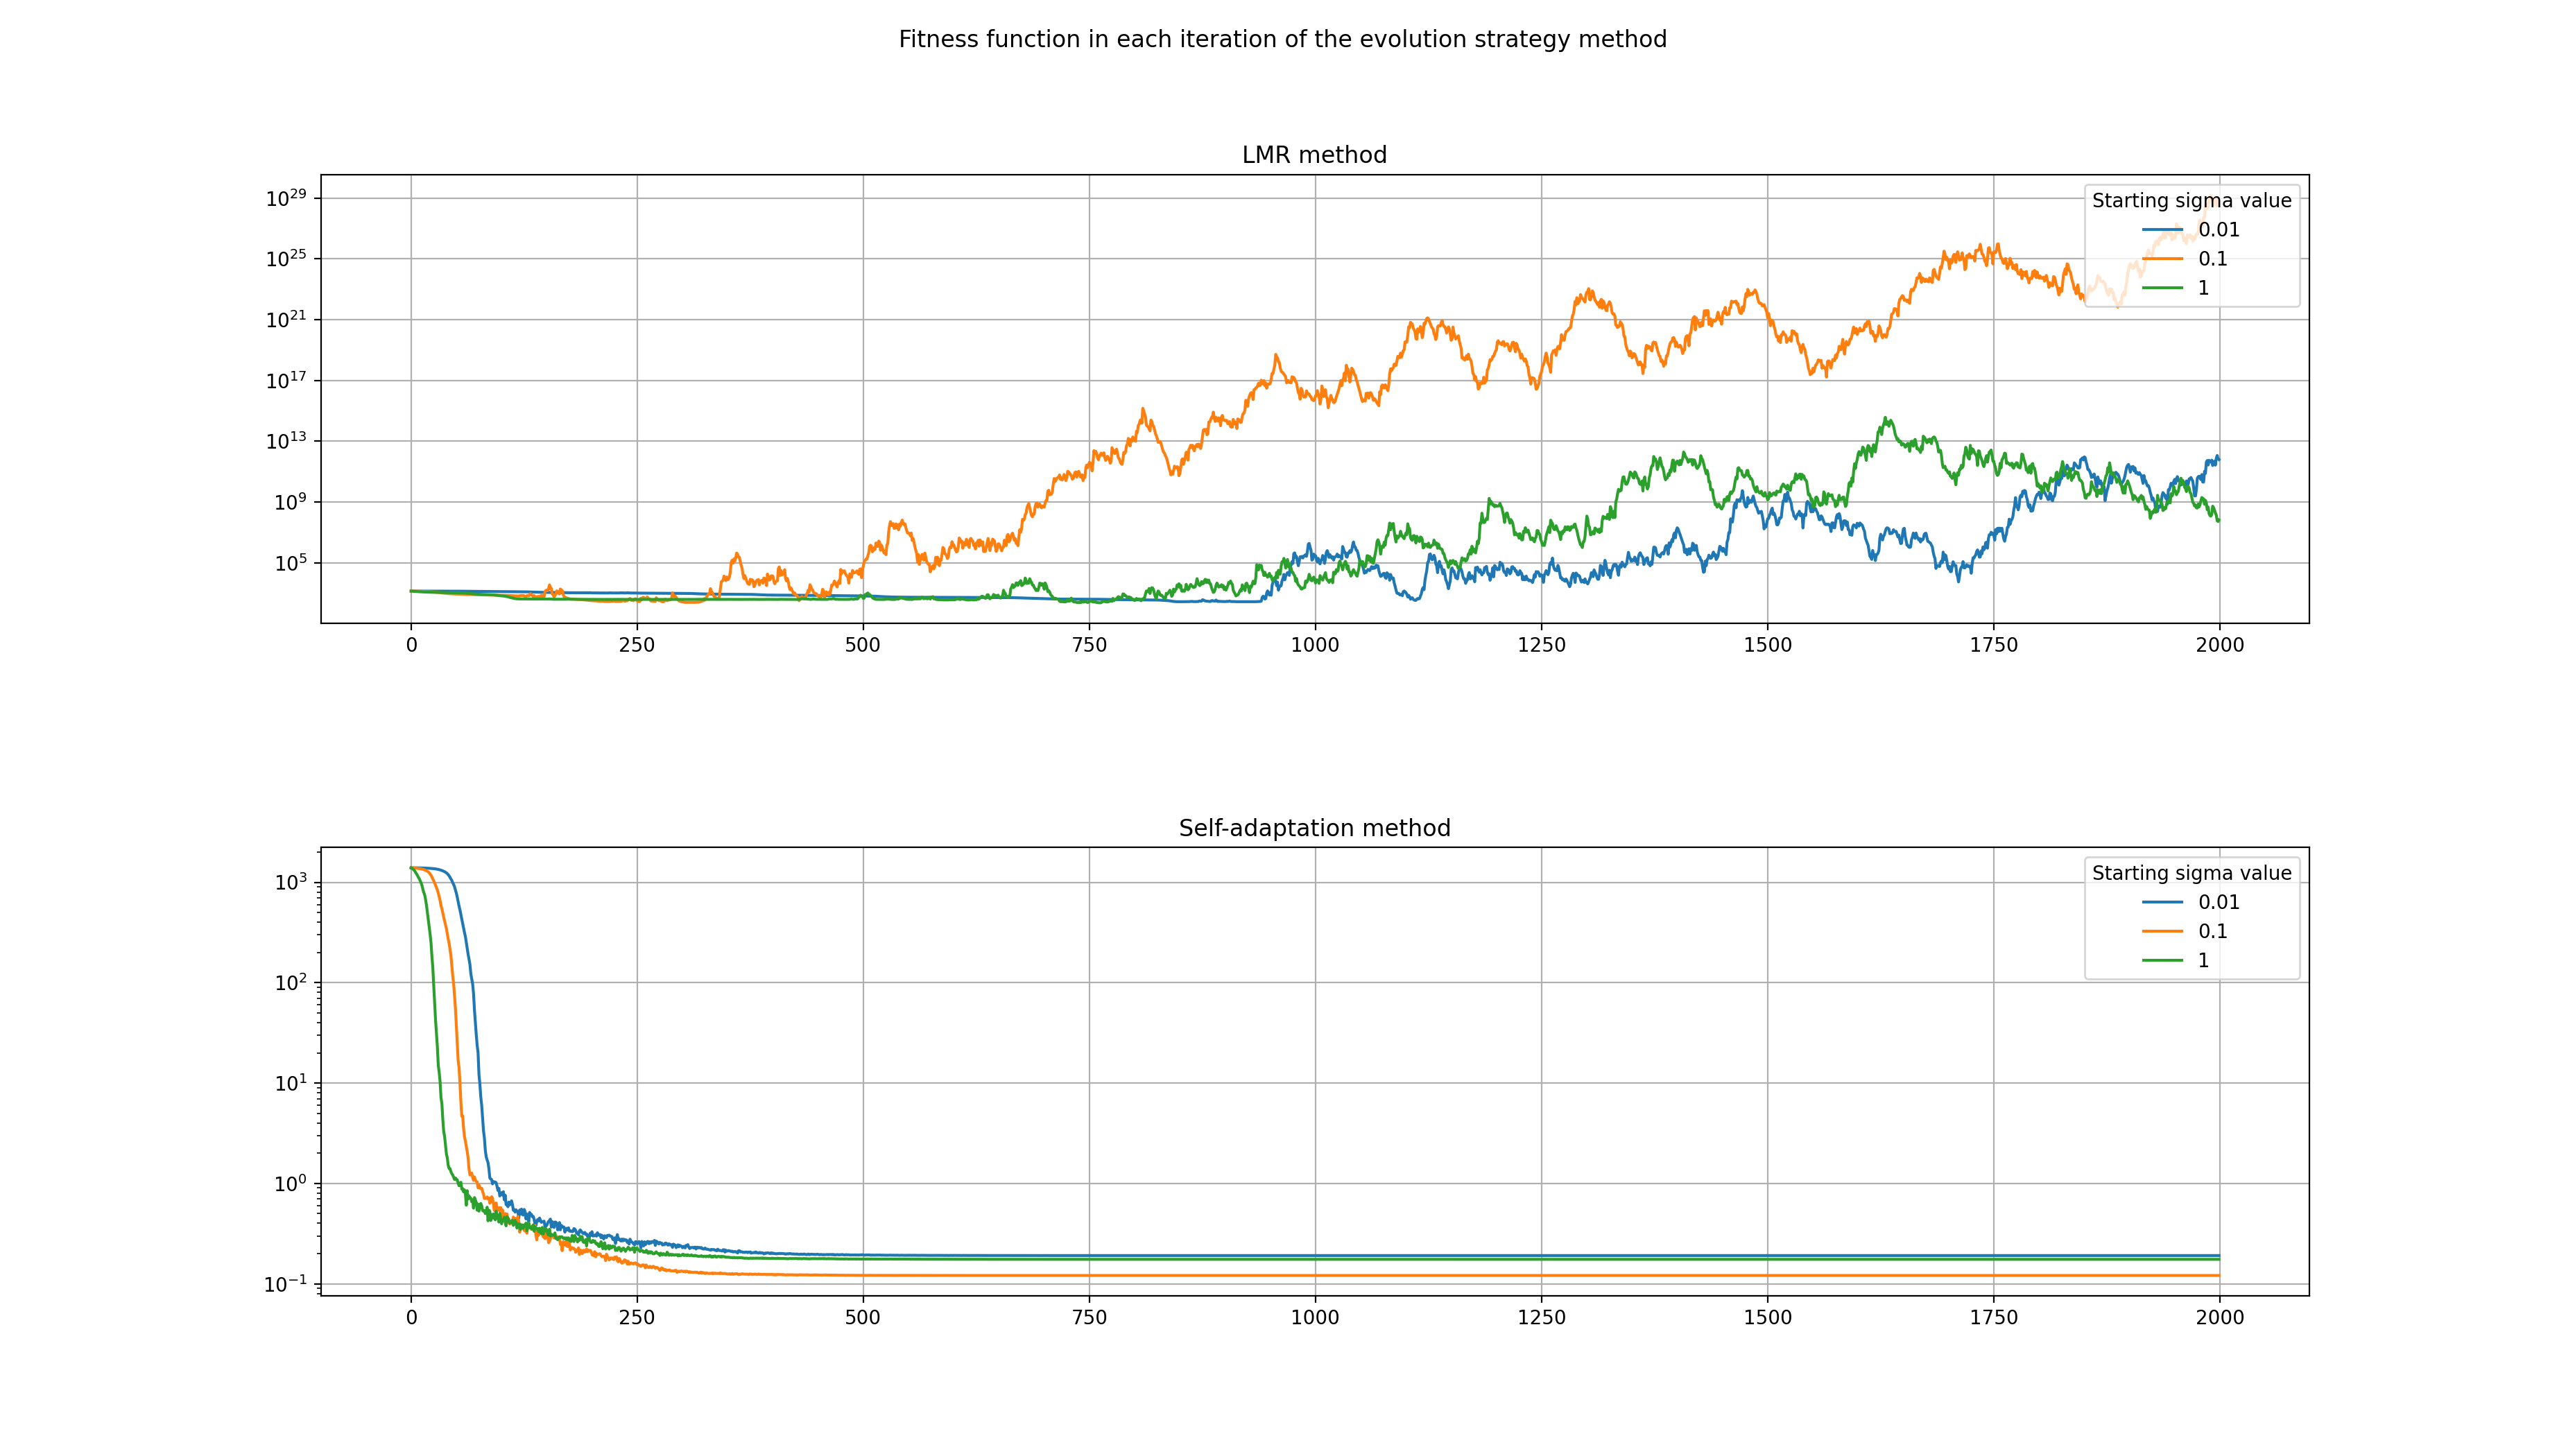 Fitness function in each iteration of the evolution strategy method
LMR method
10^29
10^25
10^21
10^17
10^13
10^9
10^5
Starting sigma value
0.01
0.1
1
0 250 500 750 1000 1250 1500 1750 2000
Self-adaptation method
10^3
10^2
10^1
10^0
10^−1
Starting sigma value
0.01
0.1
1
0 250 500 750 1000 1250 1500 1750 2000